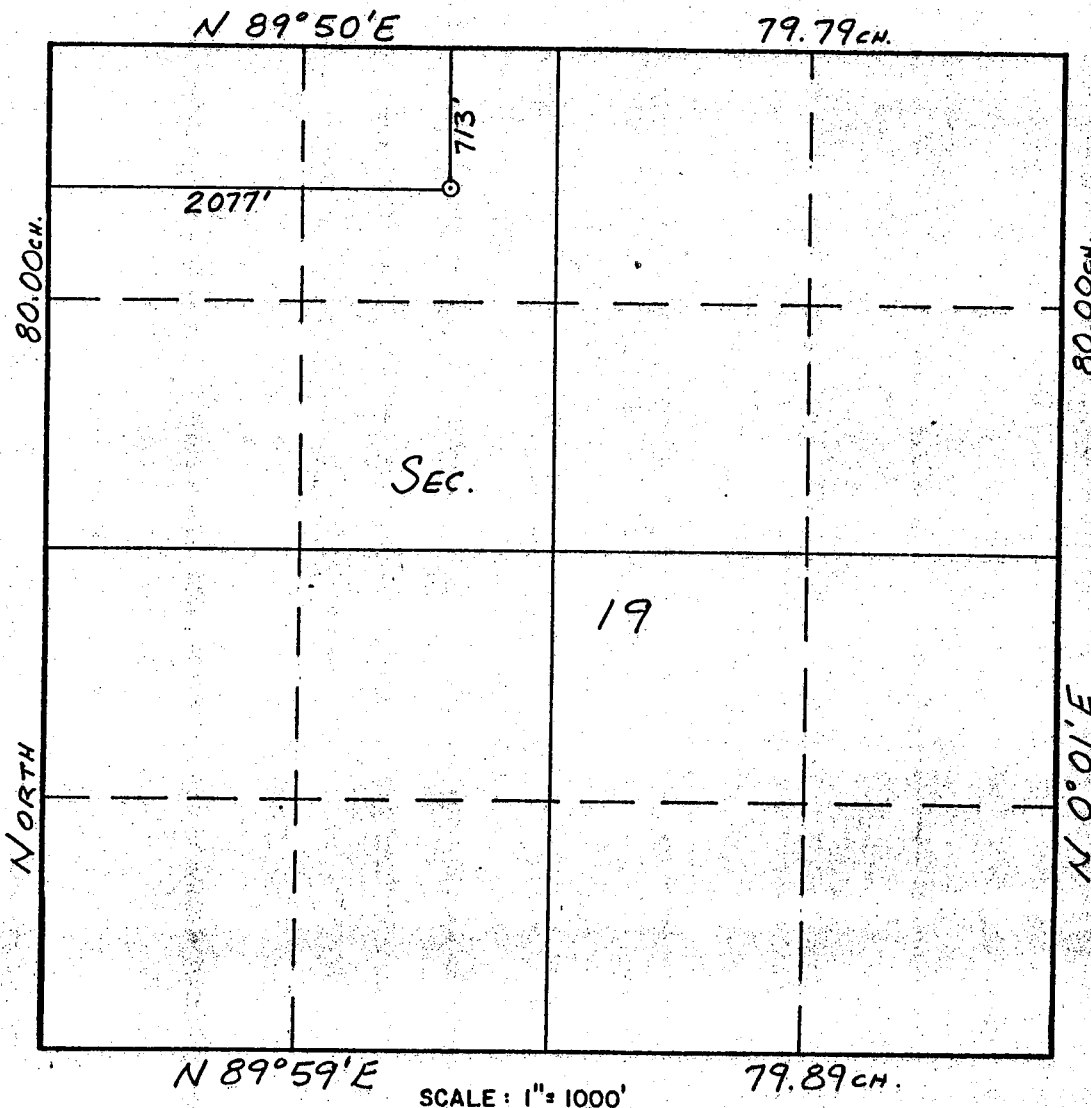 N 89°50'E 79.79CH.
713'
2077'
80.00CH.
80.00CH.
SEC.
19
NORTH
N 0°01'E
N 89°59'E 79.89CH.
SCALE : 1"= 1000'